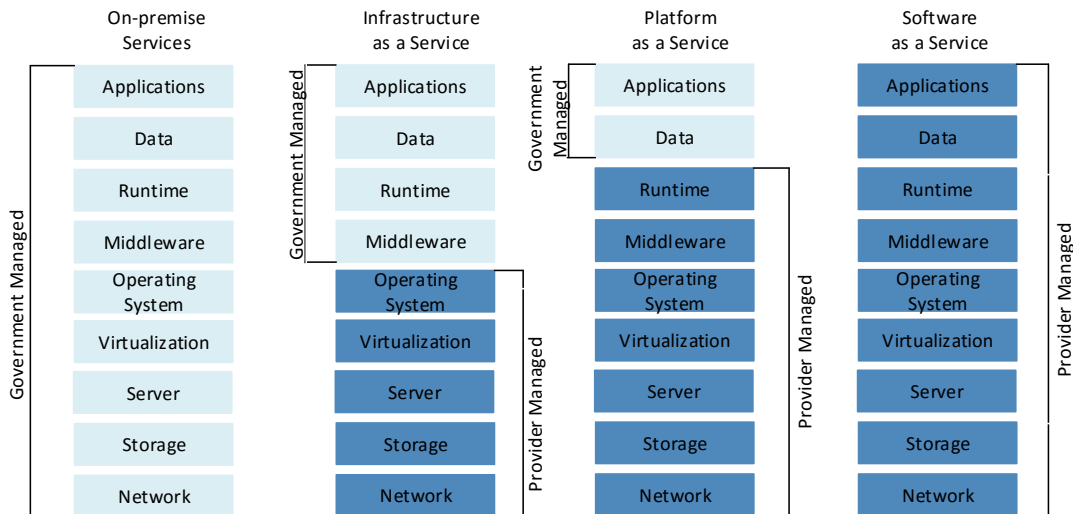 On-premise
Services
Government Managed
Applications
Data
Runtime
Middleware
Operating
System
Virtualization
Server
Storage
Network
Infrastructure
as a Service
Government Managed
Applications
Data
Runtime
Middleware
Operating
System
Virtualization
Server
Storage
Network
Provider Managed
Platform
as a Service
Government
Managed
Applications
Data
Runtime
Middleware
Operating
System
Virtualization
Server
Storage
Network
Provider Managed
Software
as a Service
Applications
Data
Runtime
Middleware
Operating
System
Virtualization
Server
Storage
Network
Provider Managed